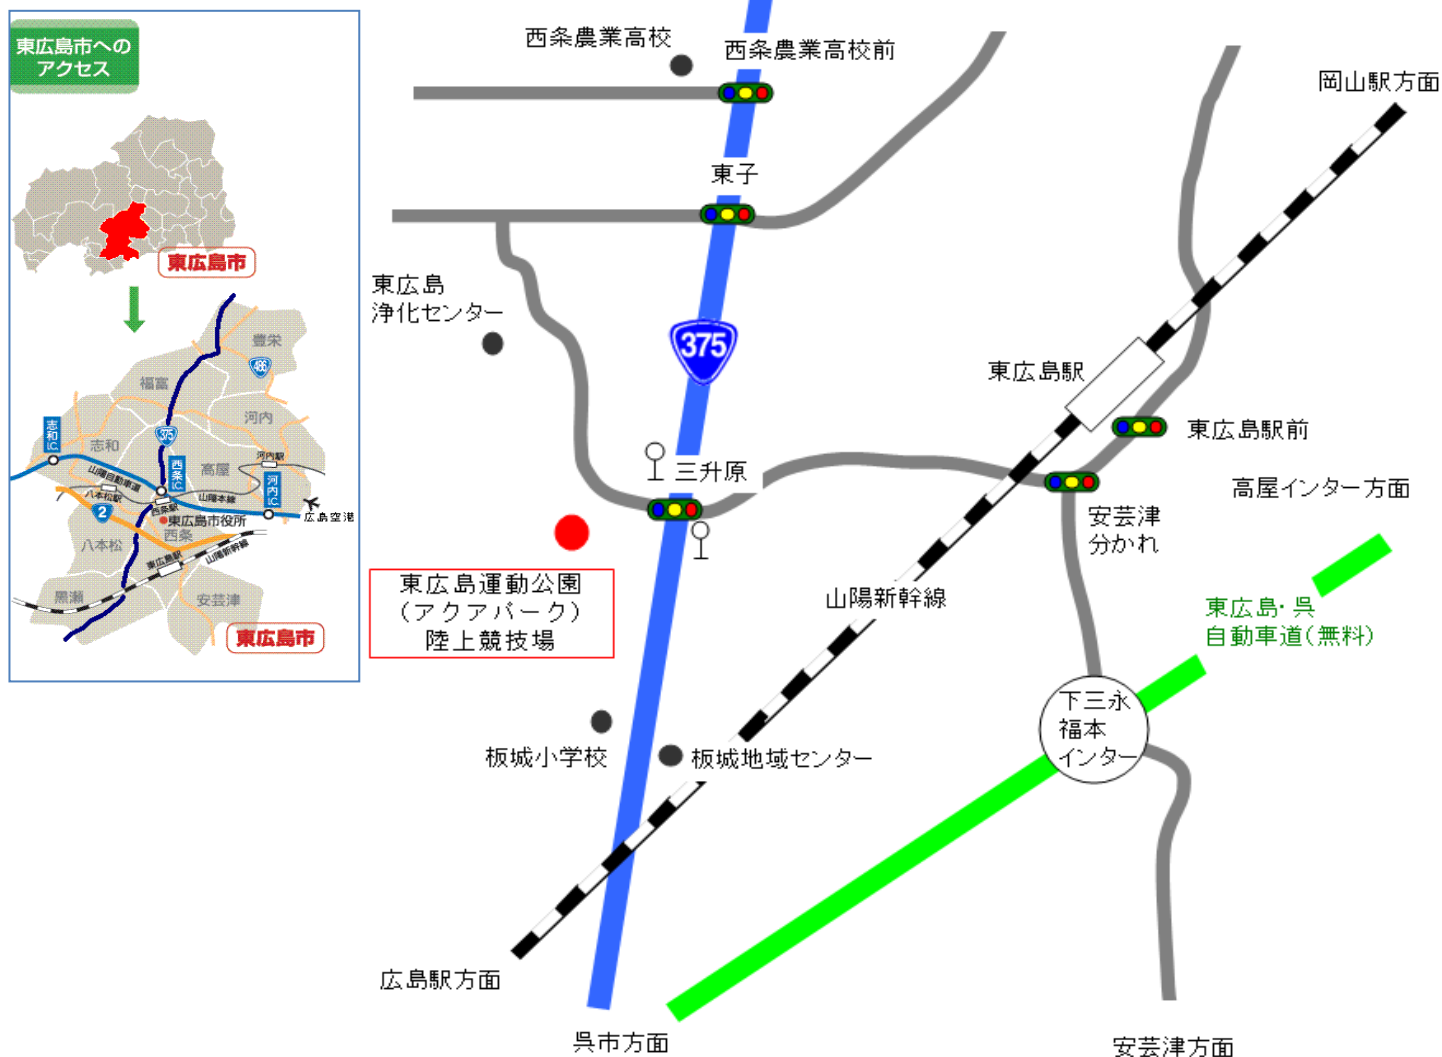 東広島市への
アクセス
東広島市
豊栄
486
福富
河内
375
志和I.C.
志和
西条I.C.
高屋
河内駅
河内I.C.
山陽自動車道
八本松駅
山陽本線
西条駅
広島空港
2
東広島市役所
西条
八本松
東広島駅
山陽新幹線
黒瀬
安芸津
東広島市
西条農業高校
西条農業高校前
岡山駅方面
東子
東広島
浄化センター
375
東広島駅
東広島駅前
三升原
高屋インター方面
安芸津
分かれ
東広島運動公園
(アクアパーク)
陸上競技場
山陽新幹線
東広島・呉
自動車道(無料)
下三永
福本
インター
板城小学校
板城地域センター
広島駅方面
呉市方面
安芸津方面